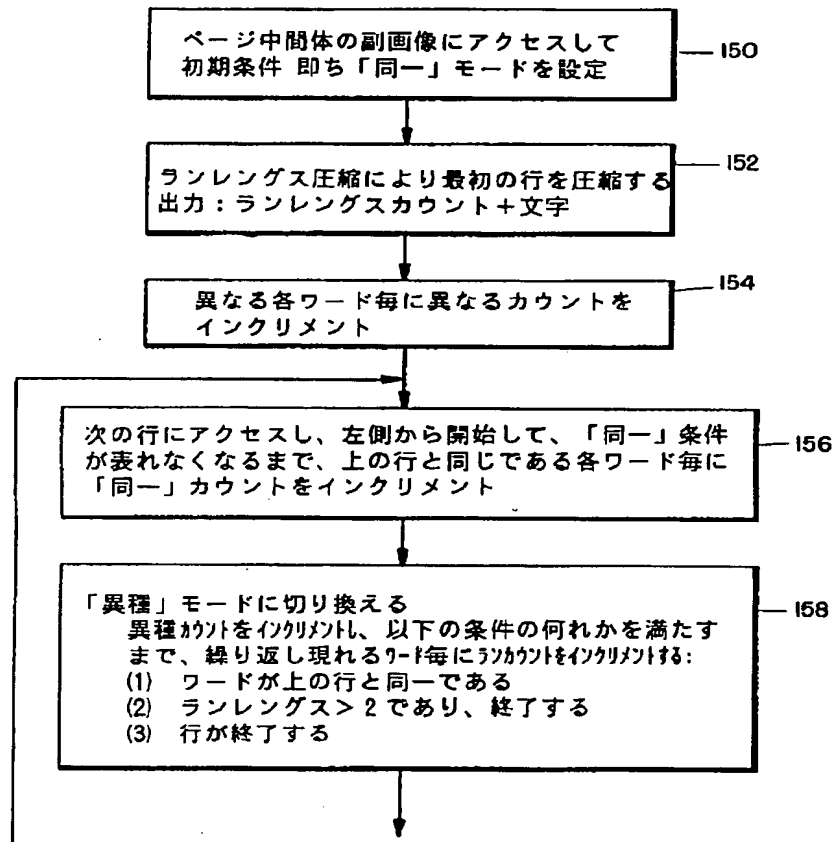 ページ中間体の副画像にアクセスして
初期条件 即ち「同一」モードを設定
150
ランレングス圧縮により最初の行を圧縮する
出力:ランレングスカウント+文字
152
異なる各ワード毎に異なるカウントを
インクリメント
154
次の行にアクセスし、左側から開始して、「同一」条件
が表れなくなるまで、上の行と同じである各ワード毎に
「同一」カウントをインクリメント
156
「異種」モードに切り換える
異種カウントをインクリメントし、以下の条件の何れかを満たす
まで、繰り返し現れるワード毎にランカウントをインクリメントする:
(1) ワードが上の行と同一である
(2) ランレングス>2であり、終了する
(3) 行が終了する
158